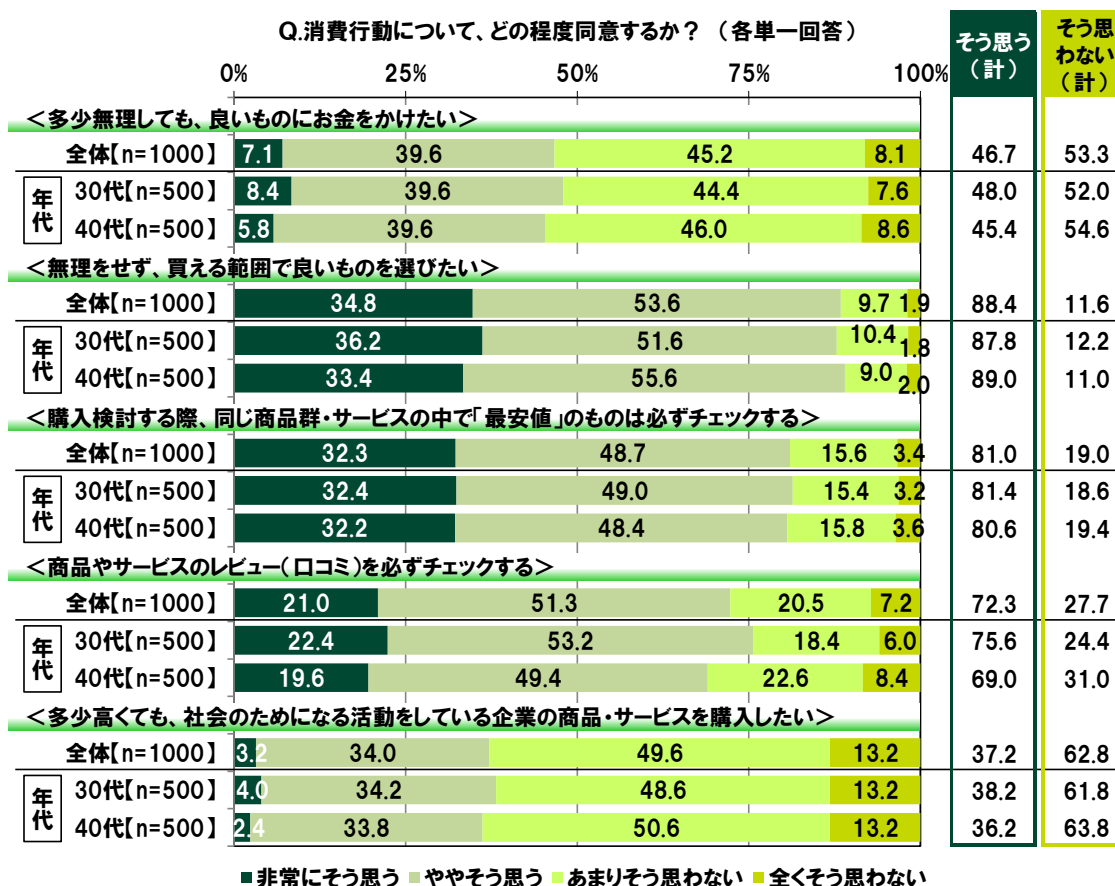 Q.消費行動について、どの程度同意するか？ （各単一回答）
そう思う（計）
そう思わない（計）
0% 25% 50% 75% 100%
＜多少無理しても、良いものにお金をかけたい＞
全体【n=1000】 7.1 39.6 45.2 8.1 46.7 53.3
年代
30代【n=500】 8.4 39.6 44.4 7.6 48.0 52.0
40代【n=500】 5.8 39.6 46.0 8.6 45.4 54.6
＜無理をせず、買える範囲で良いものを選びたい＞
全体【n=1000】 34.8 53.6 9.7 1.9 88.4 11.6
年代
30代【n=500】 36.2 51.6 10.4 1.8 87.8 12.2
40代【n=500】 33.4 55.6 9.0 2.0 89.0 11.0
＜購入検討する際、同じ商品群・サービスの中で「最安値」のものは必ずチェックする＞
全体【n=1000】 32.3 48.7 15.6 3.4 81.0 19.0
年代
30代【n=500】 32.4 49.0 15.4 3.2 81.4 18.6
40代【n=500】 32.2 48.4 15.8 3.6 80.6 19.4
＜商品やサービスのレビュー（口コミ）を必ずチェックする＞
全体【n=1000】 21.0 51.3 20.5 7.2 72.3 27.7
年代
30代【n=500】 22.4 53.2 18.4 6.0 75.6 24.4
40代【n=500】 19.6 49.4 22.6 8.4 69.0 31.0
＜多少高くても、社会のためになる活動をしている企業の商品・サービスを購入したい＞
全体【n=1000】 3.2 34.0 49.6 13.2 37.2 62.8
年代
30代【n=500】 4.0 34.2 48.6 13.2 38.2 61.8
40代【n=500】 2.4 33.8 50.6 13.2 36.2 63.8
非常にそう思う ややそう思う あまりそう思わない 全くそう思わない